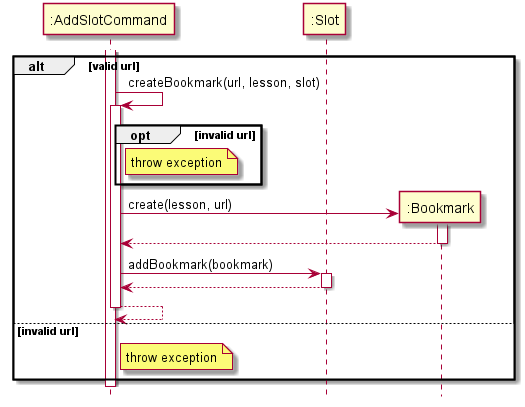 :AddSlotCommand
:Slot
alt
[valid url]
createBookmark(url, lesson, slot)
opt
[invalid url]
throw exception
create(lesson, url)
:Bookmark
addBookmark(bookmark)
[invalid url]
throw exception